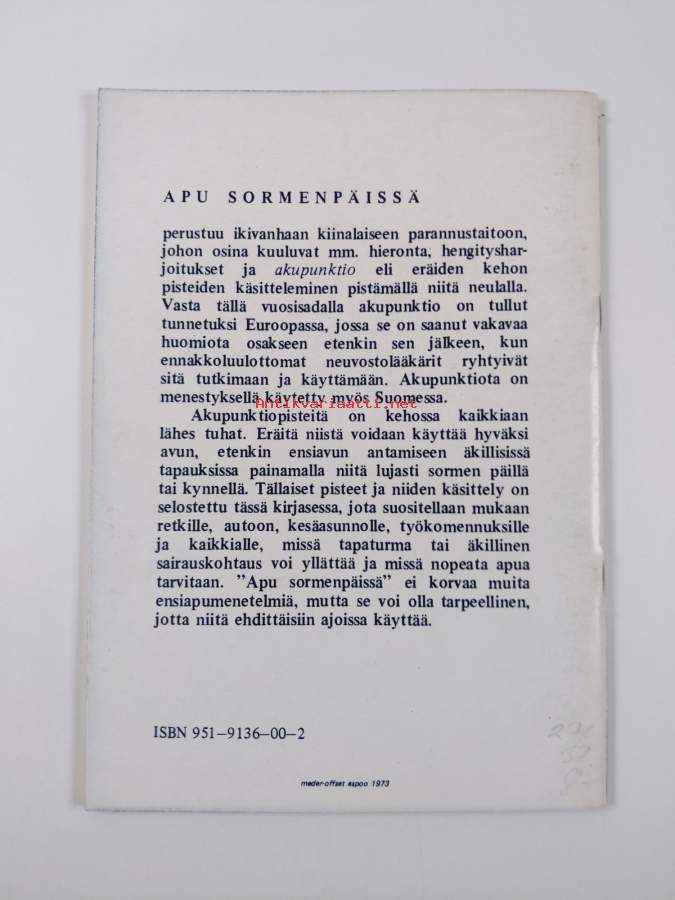 APU SORMENPÄISSÄ
perustuu ikivanhaan kiinalaiseen parannustaitoon,
johon osina kuuluvat mm. hieronta, hengityshar-
joitukset ja akupunktio eli eräiden kehon
pisteiden käsitteleminen pistämällä niitä neulalla.
Vasta tällä vuosisadalla akupunktio on tullut
tunnetuksi Euroopassa, jossa se on saanut vakavaa
huomiota osakseen etenkin sen jälkeen, kun
ennakkoluulottomat neuvostolääkärit ryhtyivät
sitä tutkimaan ja käyttämään. Akupunktiota on
menestyksellä käytetty myös Suomessa.
Antikvariaatti.net
Akupunktiopisteitä on kehossa kaikkiaan
lähes tuhat. Eräitä niistä voidaan käyttää hyväksi
avun, etenkin ensiavun antamiseen äkillisissä
tapauksissa painamalla niitä lujasti sormen päillä
tai kynnellä. Tällaiset pisteet ja niiden käsittely on
selostettu tässä kirjasessa, jota suositellaan mukaan
retkille, autoon, kesäasunnolle, työkomennuksille
ja kaikkialle, missä tapaturma tai äkillinen
sairauskohtaus voi yllättää ja missä nopeata apua
tarvitaan. ”Apu sormenpäissä” ei korvaa muita
ensiapumenetelmiä, mutta se voi olla tarpeellinen,
jotta niitä ehdittäisiin ajoissa käyttää.
ISBN 951–9136–00–2
meder-offset espoo 1973